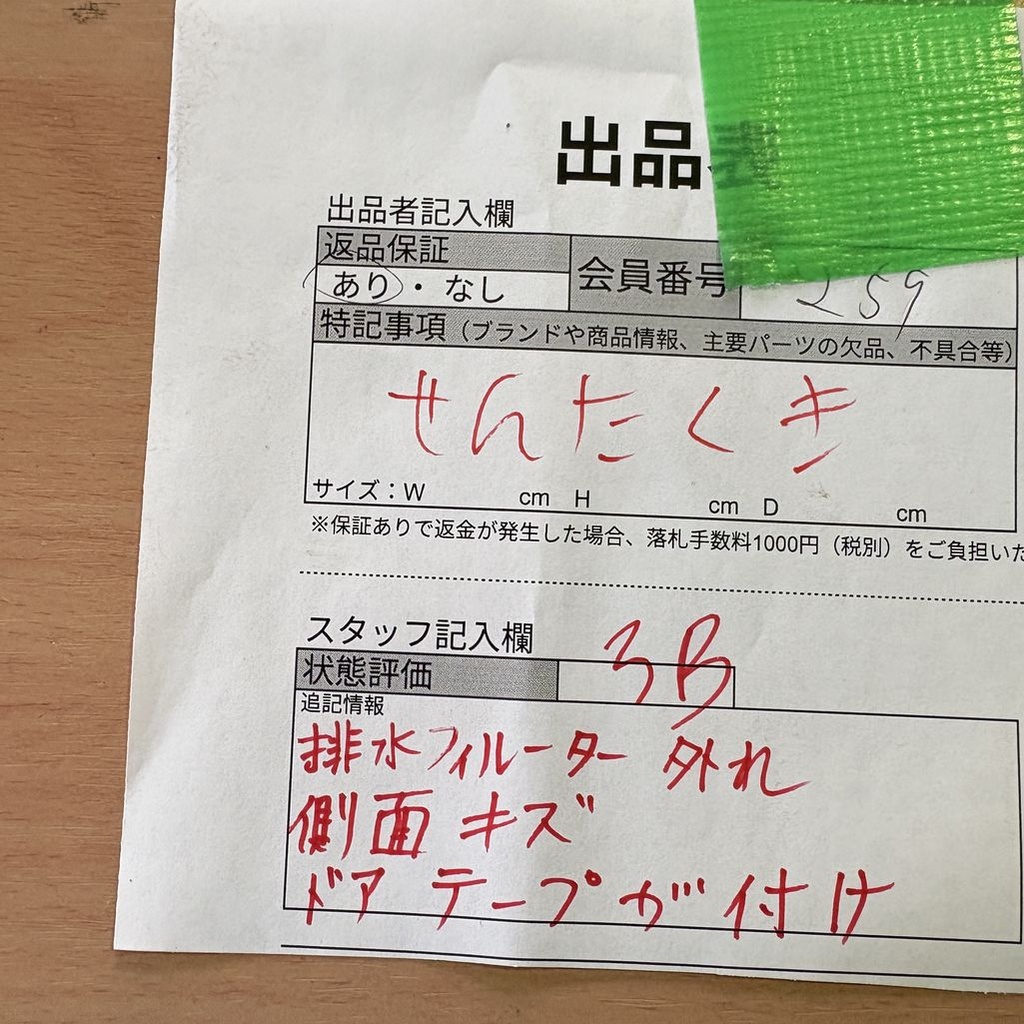 出品
出品者記入欄
返品保証
あり・なし
会員番号
259
特記事項（ブランドや商品情報、主要パーツの欠品、不具合等）
せんたくき
サイズ：W cm H cm D cm
※保証ありで返金が発生した場合、落札手数料1000円（税別）をご負担いた
スタッフ記入欄
状態評価
3B
追記情報
排水フィルーター 外れ
側面 キズ
ドア テープが付け